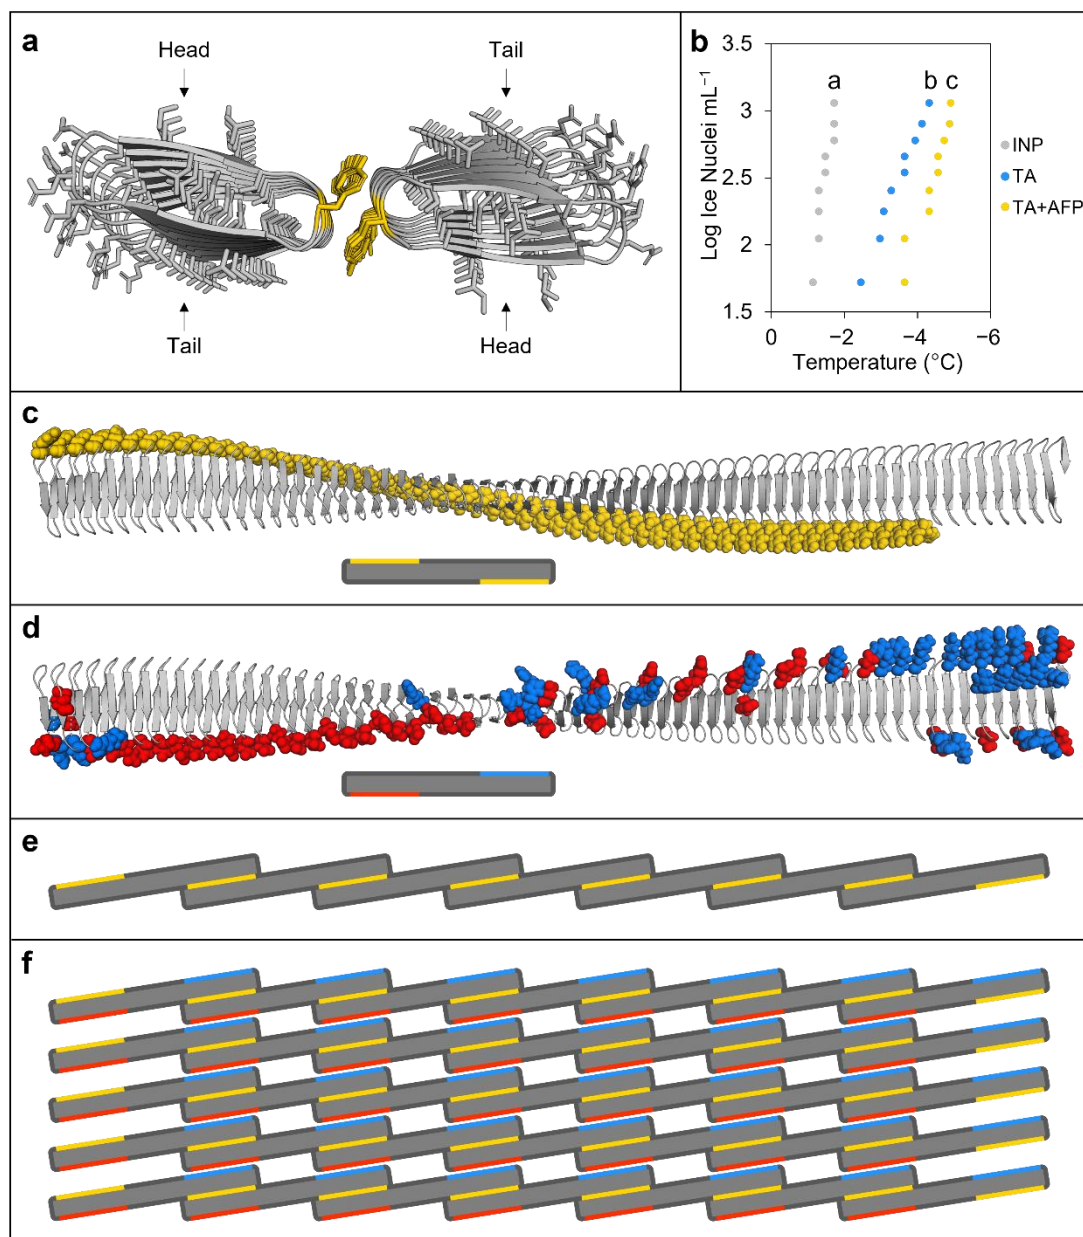 a
Head
Tail
Tail
Head
b
3.5
3
2.5
2
1.5
Log Ice Nuclei mL⁻¹
a
b
c
0
−2
−4
−6
Temperature (°C)
INP
TA
TA+AFP
c
d
e
f